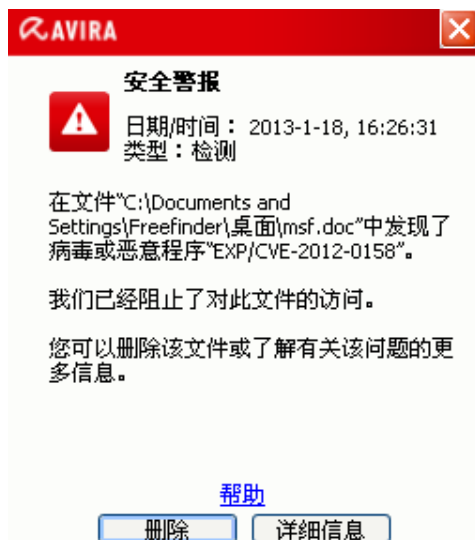 AVIRA
安全警报
日期/时间： 2013-1-18, 16:26:31
类型：检测
在文件“C:\Documents and
Settings\Freefinder\桌面\msf.doc”中发现了
病毒或恶意程序“EXP/CVE-2012-0158”。
我们已经阻止了对此文件的访问。
您可以删除该文件或了解有关该问题的更
多信息。
帮助
删除 详细信息